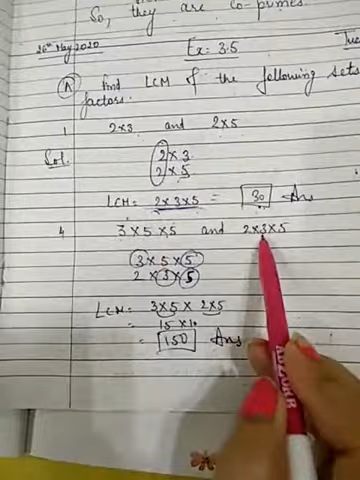 So, they are co-primes.
26th May 2020
Ex: 3.5
(A) find LCM of the following sets
factors.
1 2×3 and 2×5
Sol.
2 × 3
2 × 5
LCM = 2×3×5 = 30 Ans
4 3×5×5 and 2×3×5
3×5×5
2×3×5
LCM = 3×5 × 2×5
= 15 × 10
= 150 Ans